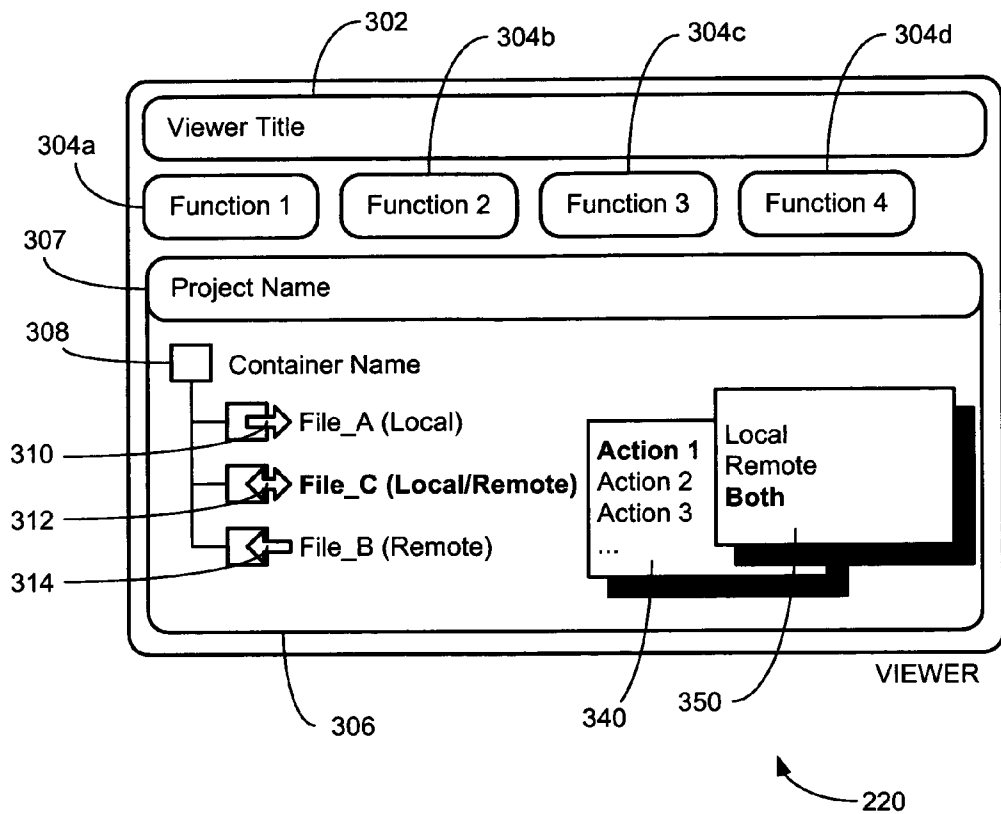 302
304b
304c
304d
Viewer Title
304a
Function 1
Function 2
Function 3
Function 4
307
Project Name
308
Container Name
File_A (Local)
310
File_C (Local/Remote)
312
File_B (Remote)
314
Action 1
Action 2
Action 3
...
Local
Remote
Both
VIEWER
306
340
350
220